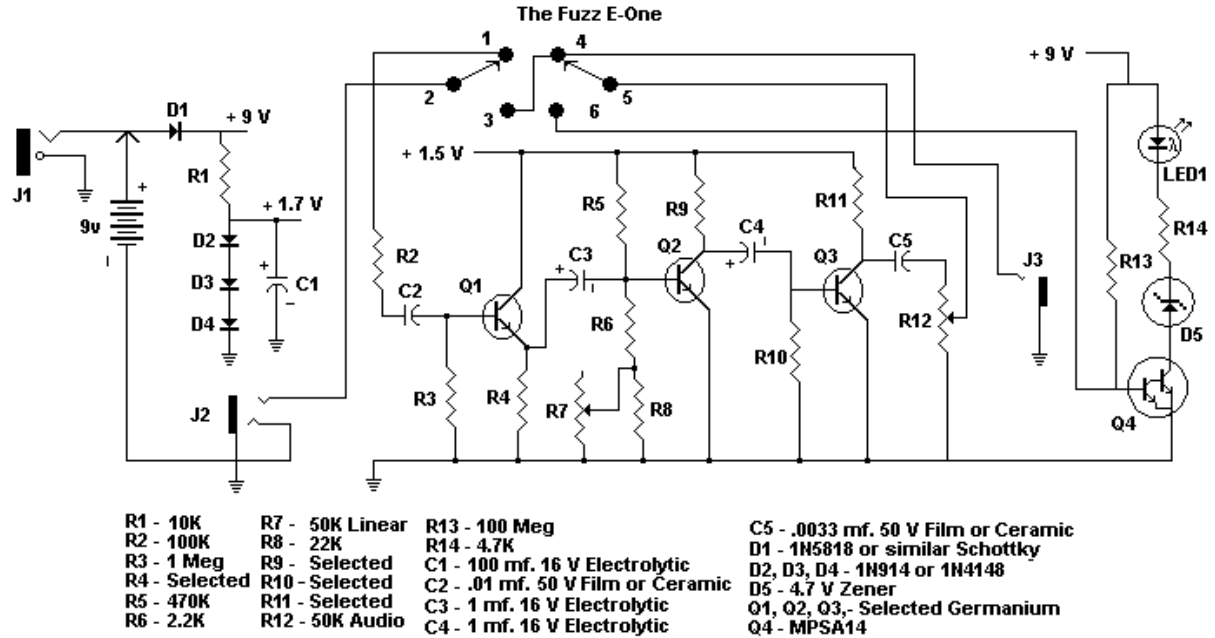 The Fuzz E-One
1
4
2
5
3
6
+ 9 V
D1
+ 9 V
J1
R1
+ 1.7 V
+ 1.5 V
λ
LED1
9v
+
D2
D3
D4
+
C1
R2
C2
Q1
R5
C3
+
R9
Q2
C4
+
R11
Q3
C5
J3
R14
R13
D5
R6
R12
R10
R3
R4
R7
R8
J2
Q4
R1 - 10K
R2 - 100K
R3 - 1 Meg
R4 - Selected
R5 - 470K
R6 - 2.2K
R7 - 50K Linear
R8 - 22K
R9 - Selected
R10 - Selected
R11 - Selected
R12 - 50K Audio
R13 - 100 Meg
R14 - 4.7K
C1 - 100 mf. 16 V Electrolytic
C2 - .01 mf. 50 V Film or Ceramic
C3 - 1 mf. 16 V Electrolytic
C4 - 1 mf. 16 V Electrolytic
C5 - .0033 mf. 50 V Film or Ceramic
D1 - 1N5818 or similar Schottky
D2, D3, D4 - 1N914 or 1N4148
D5 - 4.7 V Zener
Q1, Q2, Q3,- Selected Germanium
Q4 - MPSA14